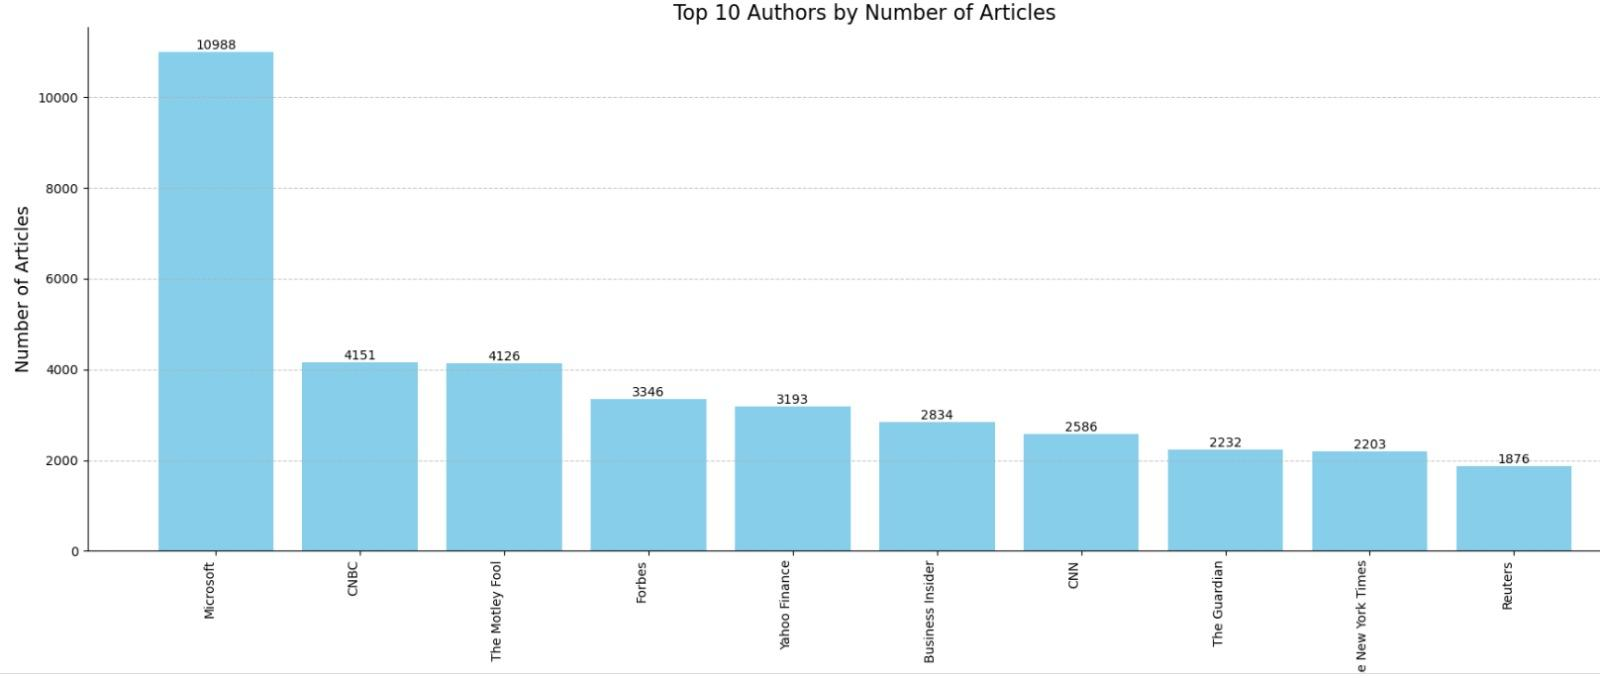 Top 10 Authors by Number of Articles
Number of Articles
10000
8000
6000
4000
2000
0
10988
4151
4126
3346
3193
2834
2586
2232
2203
1876
Microsoft
CNBC
The Motley Fool
Forbes
Yahoo Finance
Business Insider
CNN
The Guardian
e New York Times
Reuters